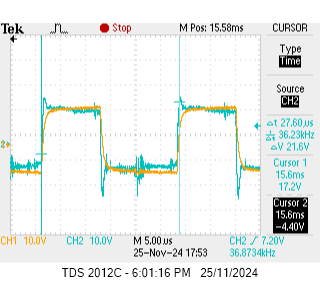 Tek Stop M Pos: 15.58ms CURSOR
Type
Time
Source
CH2
Δt 27.60µs
1/Δt 36.23kHz
ΔV 21.6V
Cursor 1
15.6ms
17.2V
Cursor 2
15.6ms
-4.40V
2
CH1 10.0V CH2 10.0V M 5.00µs CH2 7.20V
25-Nov-24 17:53 36.8734kHz
TDS 2012C - 6:01:16 PM 25/11/2024